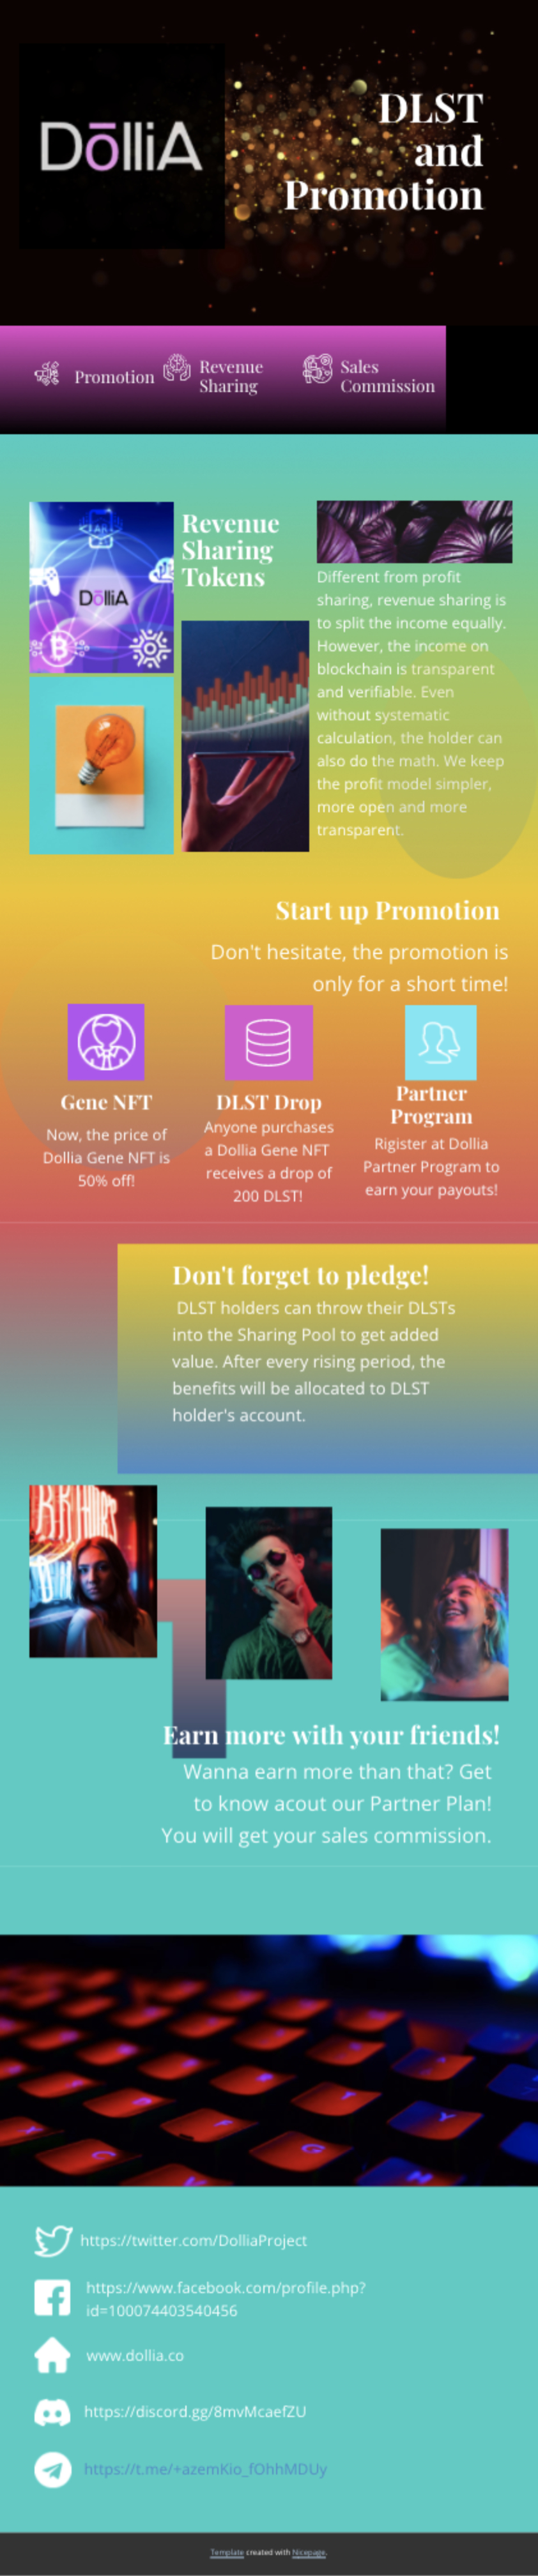 DōlliA
DLST
and
Promotion
Promotion
Revenue
Sharing
Sales
Commission
DōlliA
Revenue
Sharing
Tokens
Different from profit
sharing, revenue sharing is
to split the income equally.
However, the income on
blockchain is transparent
and verifiable. Even
without systematic
calculation, the holder can
also do the math. We keep
the profit model simpler,
more open and more
transparent.
Start up Promotion
Don't hesitate, the promotion is
only for a short time!
Gene NFT
Now, the price of
Dollia Gene NFT is
50% off!
DLST Drop
Anyone purchases
a Dollia Gene NFT
receives a drop of
200 DLST!
Partner
Program
Rigister at Dollia
Partner Program to
earn your payouts!
Don't forget to pledge!
DLST holders can throw their DLSTs
into the Sharing Pool to get added
value. After every rising period, the
benefits will be allocated to DLST
holder's account.
Earn more with your friends!
Wanna earn more than that? Get
to know acout our Partner Plan!
You will get your sales commission.
https://twitter.com/DolliaProject
https://www.facebook.com/profile.php?
id=100074403540456
www.dollia.co
https://discord.gg/8mvMcaefZU
https://t.me/+azemKio_fOhhMDUy
Template created with Nicepage.